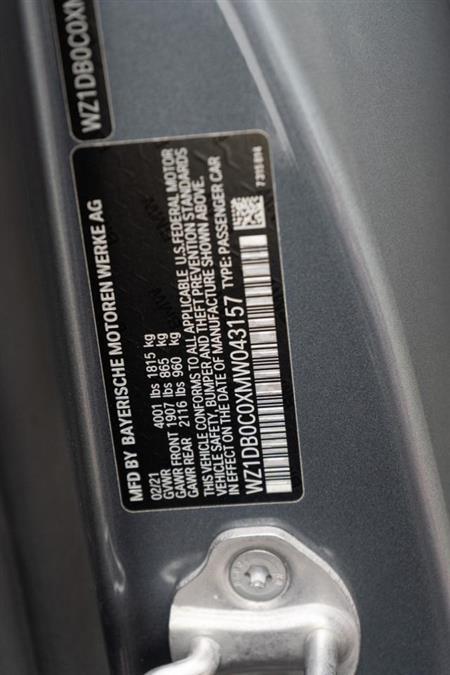 WZ1DB0C0XM
MFD BY BAYERISCHE MOTOREN WERKE AG
02/21
GVWR 4001 lbs 1815 kg
GAWR FRONT 1907 lbs 865 kg
GAWR REAR 2116 lbs 960 kg
THIS VEHICLE CONFORMS TO ALL APPLICABLE U.S.FEDERAL MOTOR
VEHICLE SAFETY, BUMPER AND THEFT PREVENTION STANDARDS
IN EFFECT ON THE DATE OF MANUFACTURE SHOWN ABOVE.
WZ1DB0C0XMW043157 TYPE: PASSENGER CAR